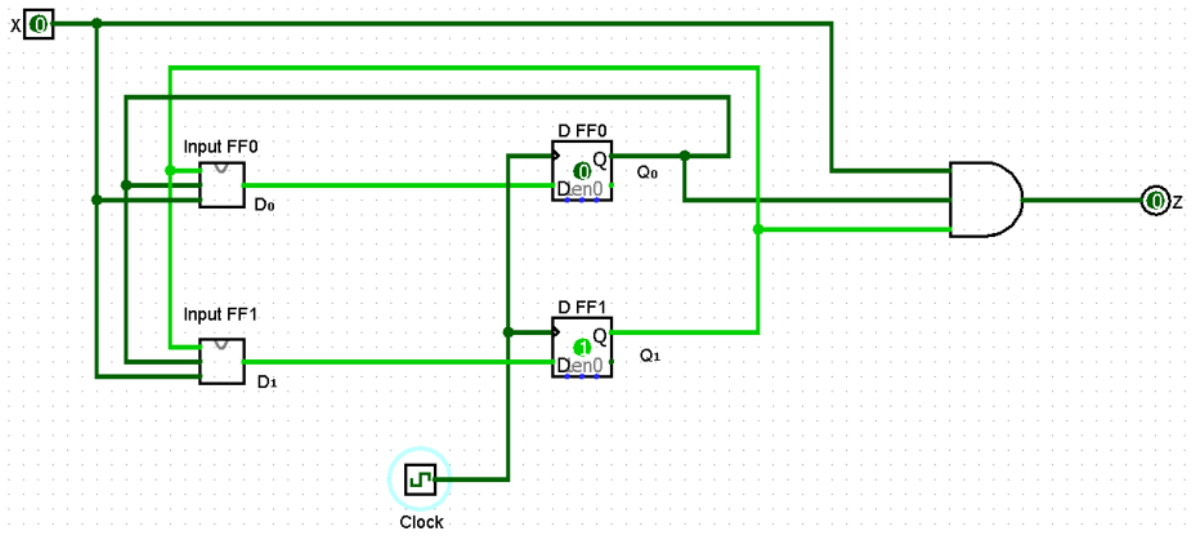 X 0
Input FF0
D₀
D FF0
Q
0
D en0
Q₀
0 Z
Input FF1
D₁
D FF1
Q
1
D en0
Q₁
Clock